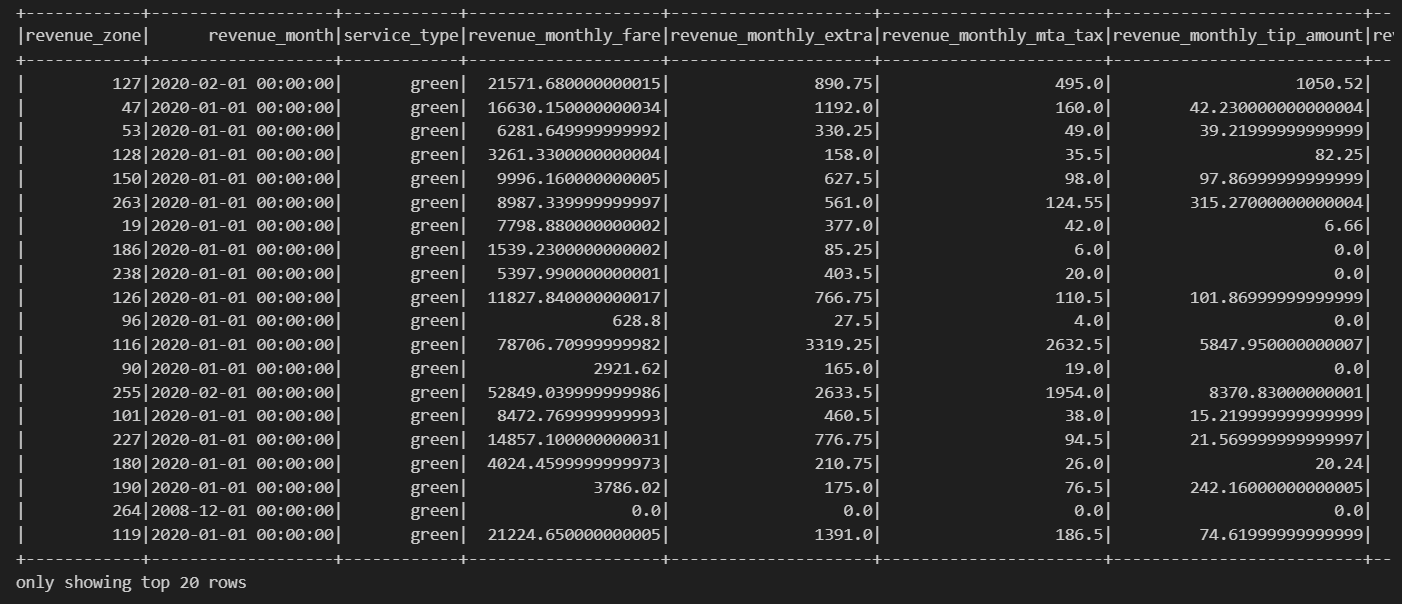 +------------+-------------------+------------+--------------------+---------------------+-----------------------+--------------------------+--
|revenue_zone|      revenue_month|service_type|revenue_monthly_fare|revenue_monthly_extra|revenue_monthly_mta_tax|revenue_monthly_tip_amount|rev
+------------+-------------------+------------+--------------------+---------------------+-----------------------+--------------------------+--
|         127|2020-02-01 00:00:00|       green|  21571.680000000015|               890.75|                  495.0|                   1050.52|
|          47|2020-01-01 00:00:00|       green|  16630.150000000034|               1192.0|                  160.0|        42.230000000000004|
|          53|2020-01-01 00:00:00|       green|   6281.649999999992|               330.25|                   49.0|         39.21999999999999|
|         128|2020-01-01 00:00:00|       green|  3261.3300000000004|                158.0|                   35.5|                     82.25|
|         150|2020-01-01 00:00:00|       green|   9996.160000000005|                627.5|                   98.0|         97.86999999999999|
|         263|2020-01-01 00:00:00|       green|   8987.339999999997|                561.0|                 124.55|        315.27000000000004|
|          19|2020-01-01 00:00:00|       green|   7798.880000000002|                377.0|                   42.0|                      6.66|
|         186|2020-01-01 00:00:00|       green|  1539.2300000000002|                85.25|                    6.0|                       0.0|
|         238|2020-01-01 00:00:00|       green|   5397.990000000001|                403.5|                   20.0|                       0.0|
|         126|2020-01-01 00:00:00|       green|  11827.840000000017|               766.75|                  110.5|        101.86999999999999|
|          96|2020-01-01 00:00:00|       green|               628.8|                 27.5|                    4.0|                       0.0|
|         116|2020-01-01 00:00:00|       green|   78706.70999999982|              3319.25|                 2632.5|         5847.950000000007|
|          90|2020-01-01 00:00:00|       green|             2921.62|                165.0|                   19.0|                       0.0|
|         255|2020-02-01 00:00:00|       green|  52849.039999999986|               2633.5|                 1954.0|          8370.83000000001|
|         101|2020-01-01 00:00:00|       green|   8472.769999999993|                460.5|                   38.0|        15.219999999999999|
|         227|2020-01-01 00:00:00|       green|  14857.100000000031|               776.75|                   94.5|        21.569999999999997|
|         180|2020-01-01 00:00:00|       green|  4024.4599999999973|               210.75|                   26.0|                     20.24|
|         190|2020-01-01 00:00:00|       green|             3786.02|                175.0|                   76.5|        242.16000000000005|
|         264|2008-12-01 00:00:00|       green|                 0.0|                  0.0|                    0.0|                       0.0|
|         119|2020-01-01 00:00:00|       green|  21224.650000000005|               1391.0|                  186.5|         74.61999999999999|
+------------+-------------------+------------+--------------------+---------------------+-----------------------+--------------------------+--
only showing top 20 rows